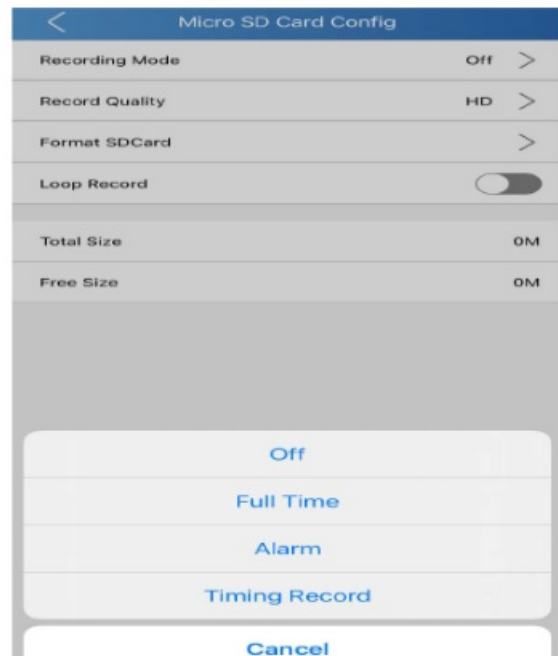 Micro SD Card Config
Recording Mode Off
Record Quality HD
Format SDCard
Loop Record
Total Size 0M
Free Size 0M
Off
Full Time
Alarm
Timing Record
Cancel